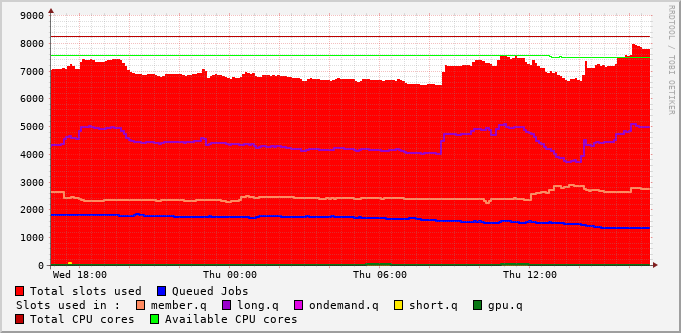 9000
8000
7000
6000
5000
4000
3000
2000
1000
0
Wed 18:00 Thu 00:00 Thu 06:00 Thu 12:00
Total slots used Queued Jobs
Slots used in : member.q long.q ondemand.q short.q gpu.q
Total CPU cores Available CPU cores
RRDTOOL / TOBI OETIKER